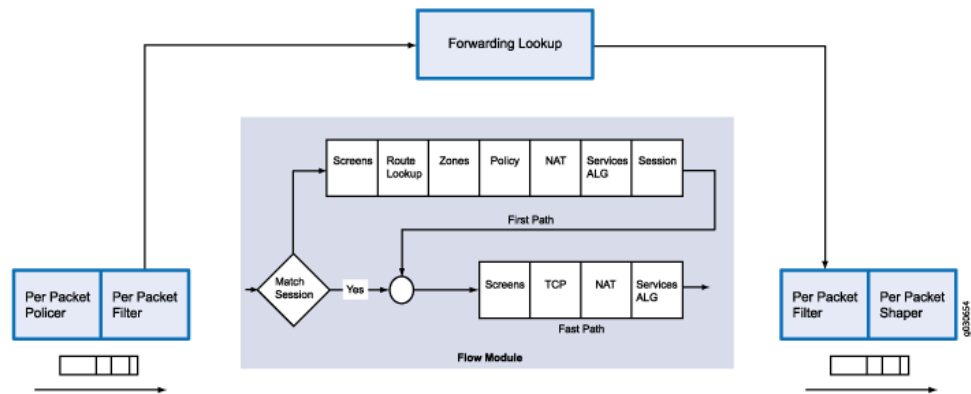 Forwarding Lookup
Screens
Route
Lookup
Zones
Policy
NAT
Services
ALG
Session
First Path
Match
Session
Yes
Screens
TCP
NAT
Services
ALG
Fast Path
Flow Module
Per Packet
Policer
Per Packet
Filter
Per Packet
Filter
Per Packet
Shaper
g030654